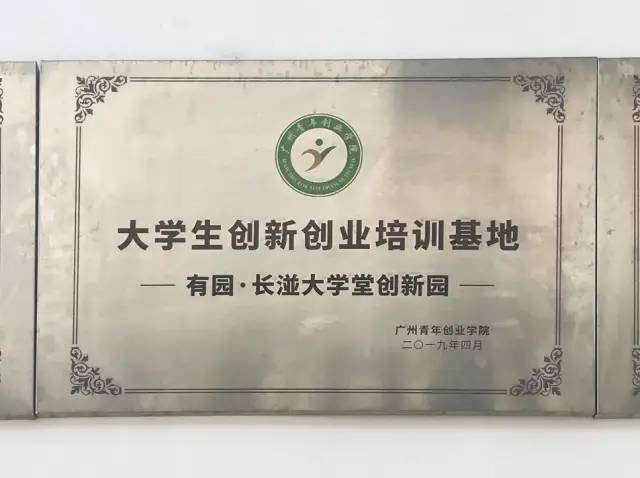 广州青年创业学院
大学生创新创业培训基地
有园·长湴大学堂创新园
广州青年创业学院
二〇一九年四月